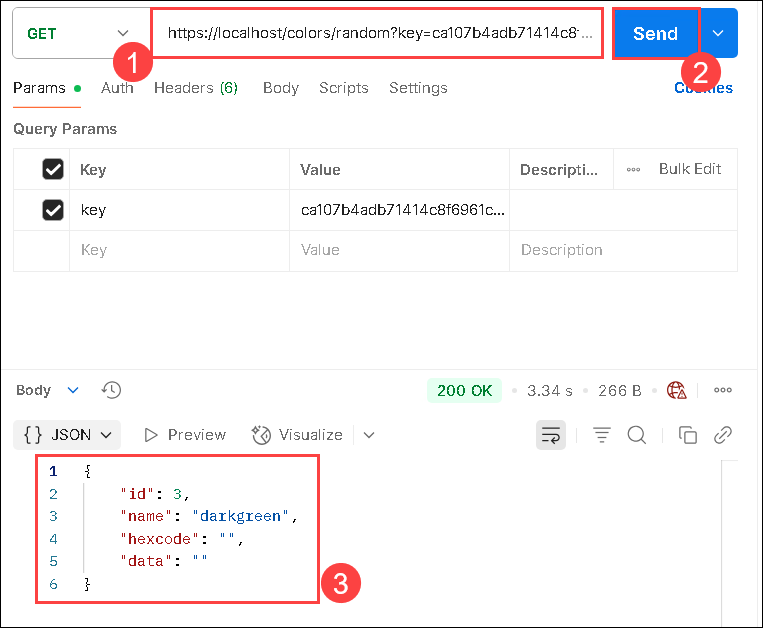 GET https://localhost/colors/random?key=ca107b4adb71414c8f... Send
1
2
Params Auth Headers (6) Body Scripts Settings Cookies
Query Params
Key Value Descripti... Bulk Edit
key ca107b4adb71414c8f6961c...
Key Value Description
Body 200 OK 3.34 s 266 B
{} JSON Preview Visualize
1 {
2 "id": 3,
3 "name": "darkgreen",
4 "hexcode": "",
5 "data": ""
6 }
3